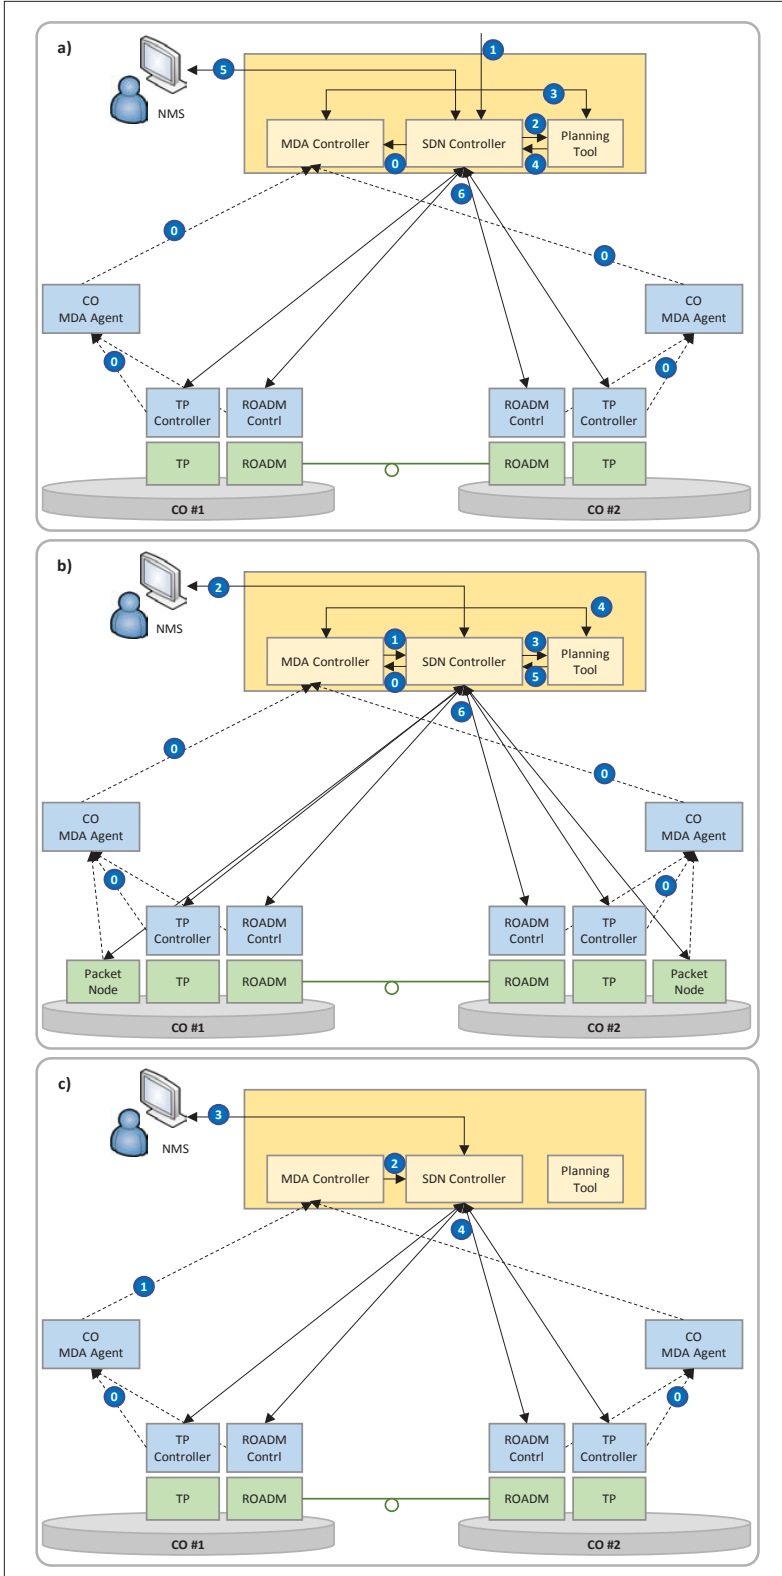 a)
1
5
NMS
3
MDA Controller
SDN Controller
Planning
Tool
2
0
4
6
0
0
CO
MDA Agent
CO
MDA Agent
0
0
TP
Controller
ROADM
Contrl
ROADM
Contrl
TP
Controller
TP
ROADM
ROADM
TP
CO #1
CO #2
b)
2
NMS
4
1
3
MDA Controller
SDN Controller
Planning
Tool
0
5
6
0
0
CO
MDA Agent
CO
MDA Agent
0
0
TP
Controller
ROADM
Contrl
ROADM
Contrl
TP
Controller
Packet
Node
TP
ROADM
ROADM
TP
Packet
Node
CO #1
CO #2
c)
3
NMS
2
MDA Controller
SDN Controller
Planning
Tool
4
1
CO
MDA Agent
CO
MDA Agent
0
0
TP
Controller
ROADM
Contrl
ROADM
Contrl
TP
Controller
TP
ROADM
ROADM
TP
CO #1
CO #2